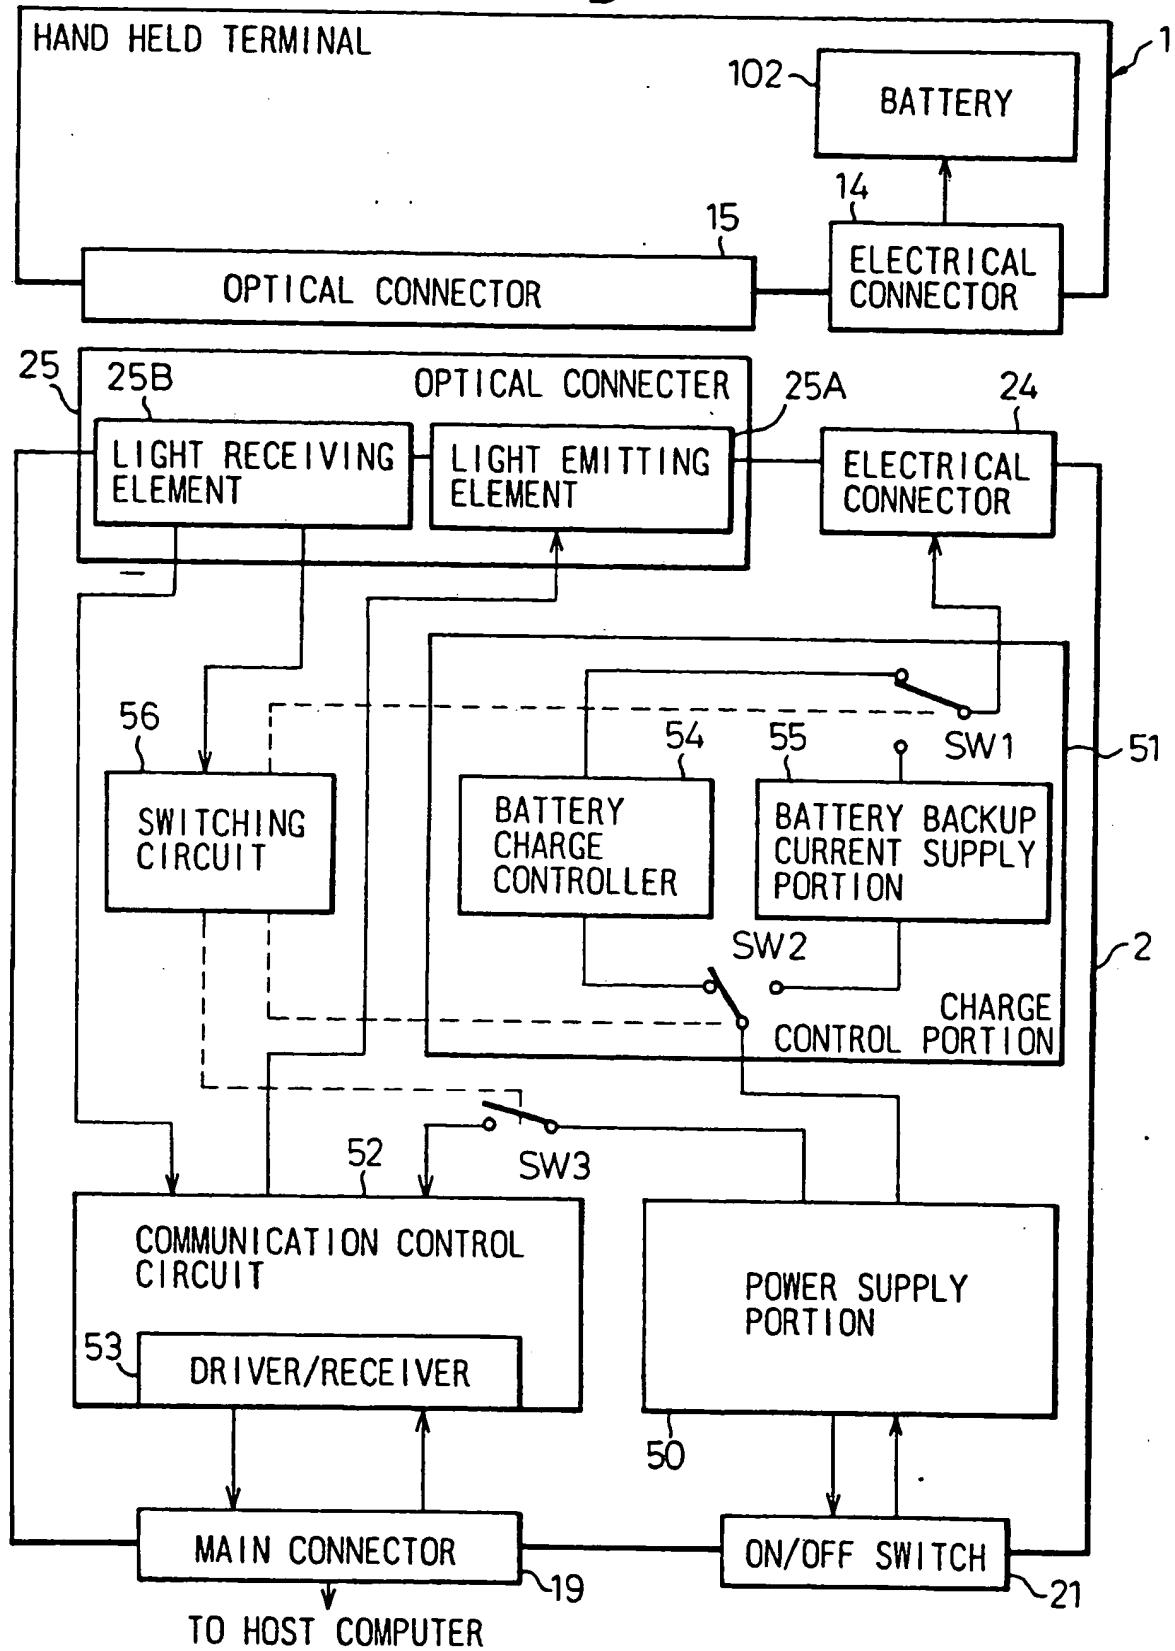 HAND HELD TERMINAL
1
102
BATTERY
14
15
ELECTRICAL
CONNECTOR
OPTICAL CONNECTOR
25
25B
OPTICAL CONNECTER
25A
24
LIGHT RECEIVING
ELEMENT
LIGHT EMITTING
ELEMENT
ELECTRICAL
CONNECTOR
56
54
55
SW1
51
SWITCHING
CIRCUIT
BATTERY
CHARGE
CONTROLLER
BATTERY BACKUP
CURRENT SUPPLY
PORTION
SW2
2
CHARGE
CONTROL PORTION
SW3
52
COMMUNICATION CONTROL
CIRCUIT
POWER SUPPLY
PORTION
53
DRIVER/RECEIVER
50
MAIN CONNECTOR
19
ON/OFF SWITCH
21
TO HOST COMPUTER